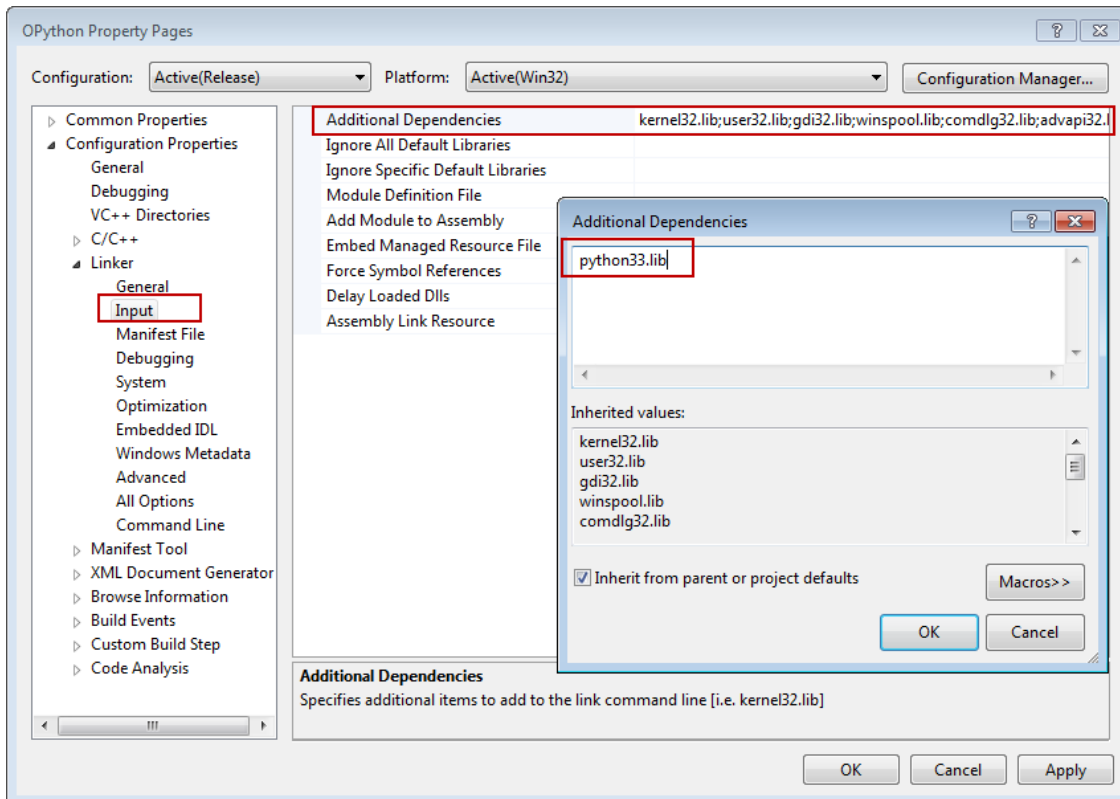 OPython Property Pages
Configuration: Active(Release) Platform: Active(Win32) Configuration Manager...
Common Properties
Configuration Properties
General
Debugging
VC++ Directories
C/C++
Linker
General
Input
Manifest File
Debugging
System
Optimization
Embedded IDL
Windows Metadata
Advanced
All Options
Command Line
Manifest Tool
XML Document Generator
Browse Information
Build Events
Custom Build Step
Code Analysis
Additional Dependencies kernel32.lib;user32.lib;gdi32.lib;winspool.lib;comdlg32.lib;advapi32.l
Ignore All Default Libraries
Ignore Specific Default Libraries
Module Definition File
Add Module to Assembly
Embed Managed Resource File
Force Symbol References
Delay Loaded Dlls
Assembly Link Resource
Additional Dependencies
python33.lib
Inherited values:
kernel32.lib
user32.lib
gdi32.lib
winspool.lib
comdlg32.lib
Inherit from parent or project defaults
Macros>>
OK Cancel
Additional Dependencies
Specifies additional items to add to the link command line [i.e. kernel32.lib]
OK Cancel Apply